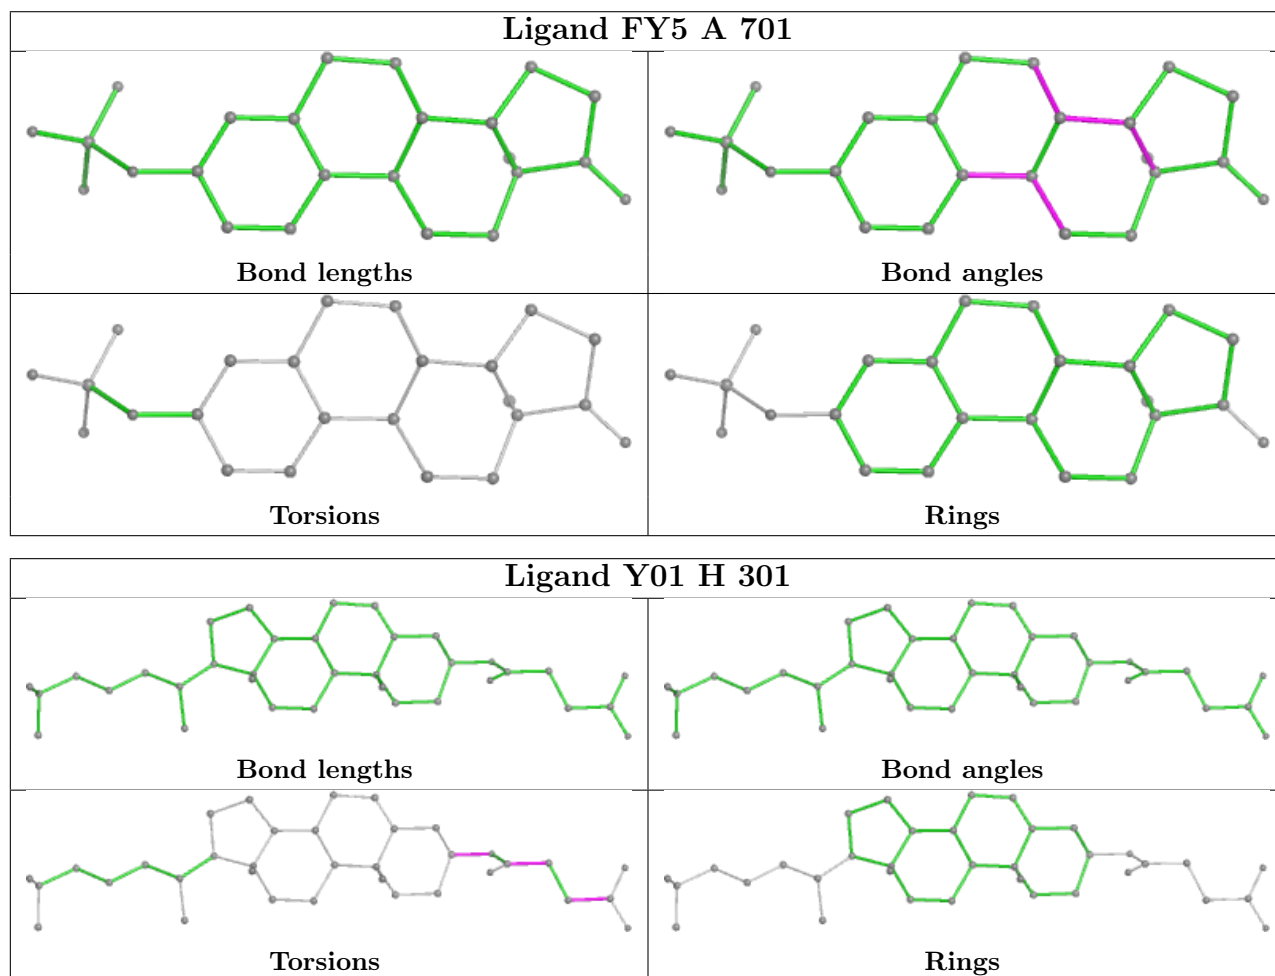 Ligand FY5 A 701
Bond lengths
Bond angles
Torsions
Rings
Ligand Y01 H 301
Bond lengths
Bond angles
Torsions
Rings